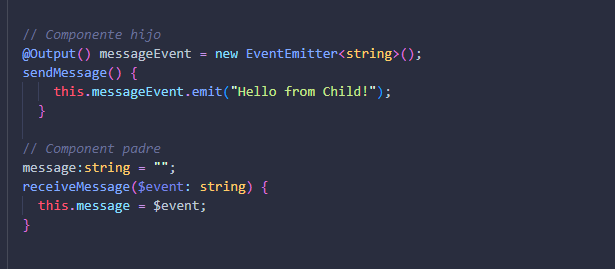 // Componente hijo
@Output() messageEvent = new EventEmitter<string>();
sendMessage() {
    this.messageEvent.emit("Hello from Child!");
  }
// Component padre
message:string = "";
receiveMessage($event: string) {
  this.message = $event;
}